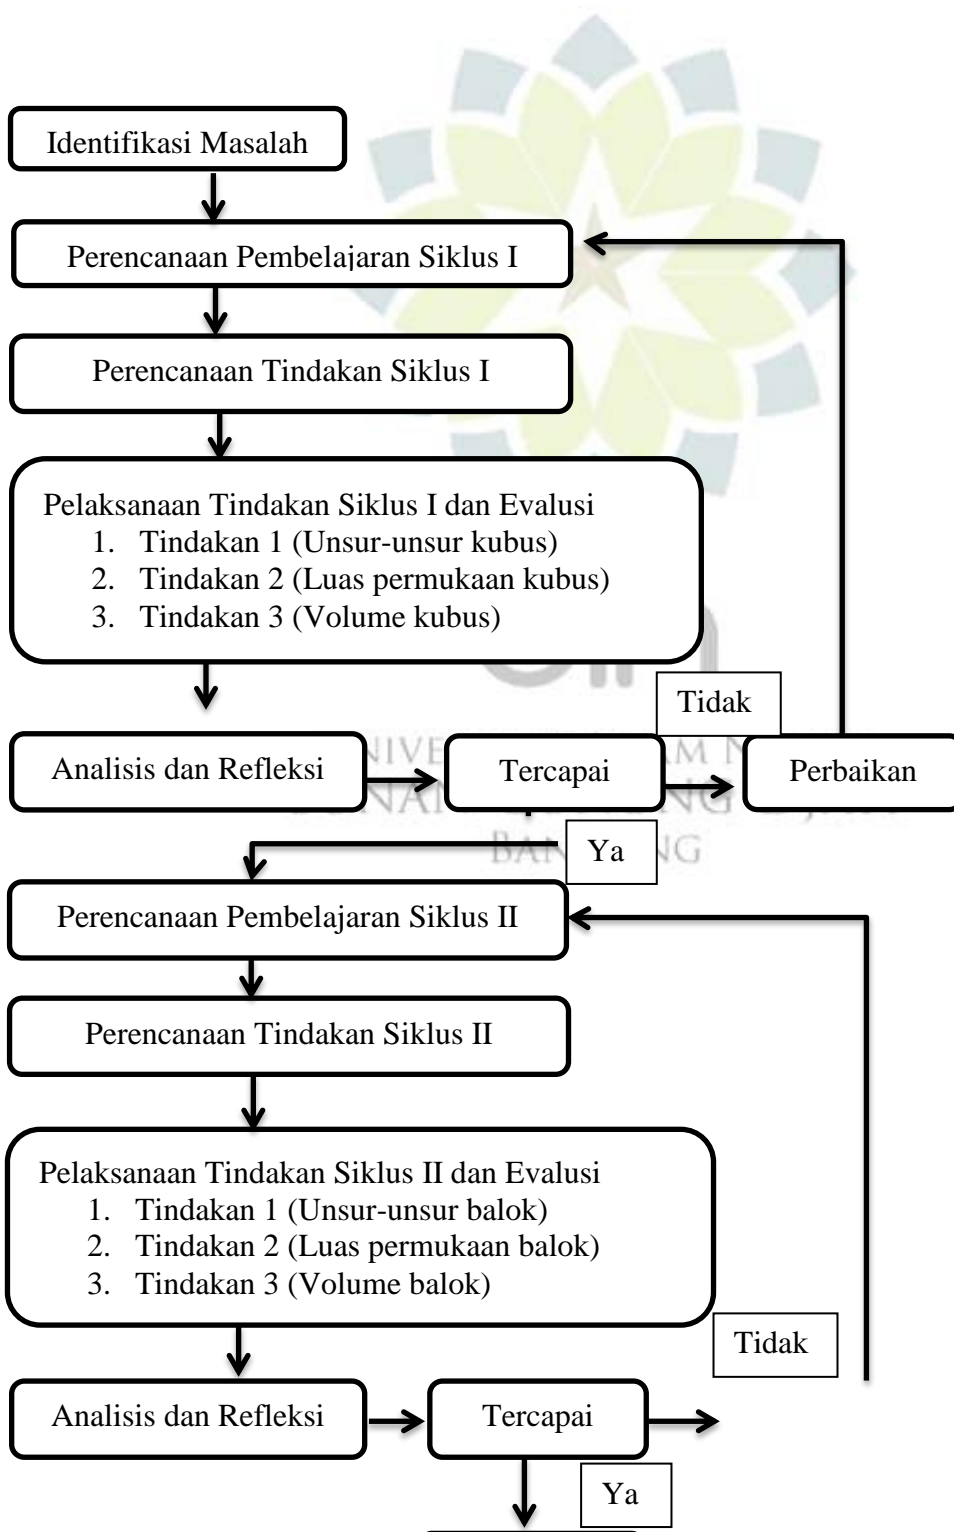 Identifikasi Masalah
Perencanaan Pembelajaran Siklus I
Perencanaan Tindakan Siklus I
Pelaksanaan Tindakan Siklus I dan Evalusi
1. Tindakan 1 (Unsur-unsur kubus)
2. Tindakan 2 (Luas permukaan kubus)
3. Tindakan 3 (Volume kubus)
Tidak
Analisis dan Refleksi
Tercapai
Perbaikan
Ya
Perencanaan Pembelajaran Siklus II
Perencanaan Tindakan Siklus II
Pelaksanaan Tindakan Siklus II dan Evalusi
1. Tindakan 1 (Unsur-unsur balok)
2. Tindakan 2 (Luas permukaan balok)
3. Tindakan 3 (Volume balok)
Tidak
Analisis dan Refleksi
Tercapai
Ya